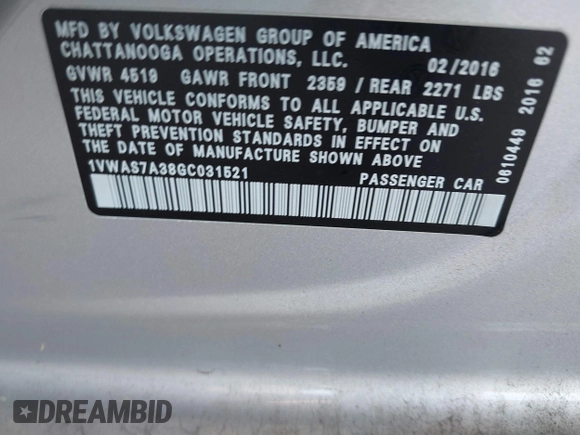 MFD BY VOLKSWAGEN GROUP OF AMERICA
CHATTANOOGA OPERATIONS, LLC. 02/2016
GVWR 4519 GAWR FRONT 2359 / REAR 2271 LBS
THIS VEHICLE CONFORMS TO ALL APPLICABLE U.S.
FEDERAL MOTOR VEHICLE SAFETY, BUMPER AND
THEFT PREVENTION STANDARDS IN EFFECT ON
THE DATE OF MANUFACTURE SHOWN ABOVE
1VWAS7A38GC031521 PASSENGER CAR
0610449 2016 62
DREAMBID